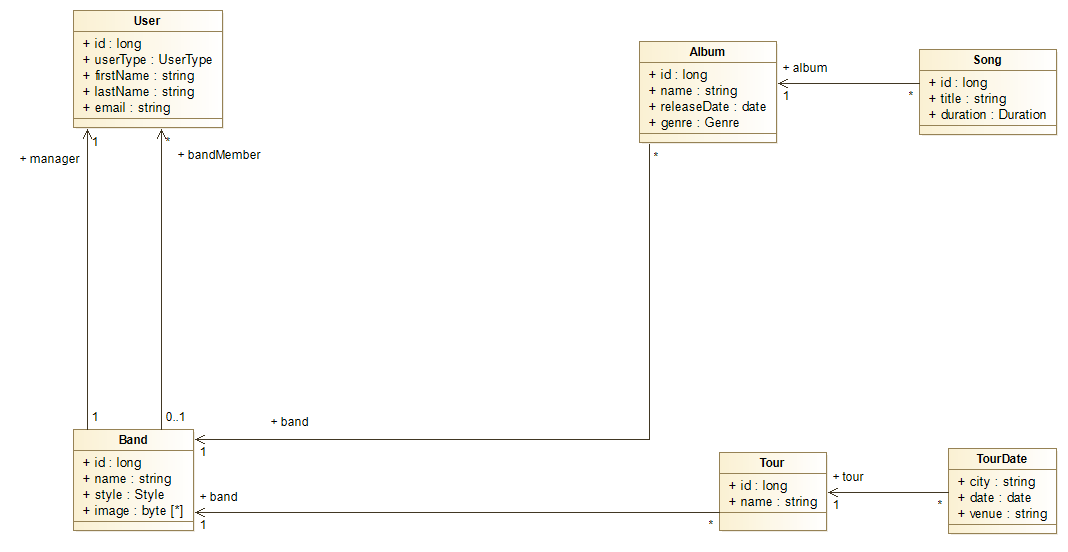 User
+ id : long
+ userType : UserType
+ firstName : string
+ lastName : string
+ email : string
1
*
+ manager
+ bandMember
1
0..1
Album
+ id : long
+ name : string
+ releaseDate : date
+ genre : Genre
*
+ album
1
*
Song
+ id : long
+ title : string
+ duration : Duration
+ band
1
Band
+ id : long
+ name : string
+ style : Style
+ image : byte [*]
+ band
1
*
Tour
+ id : long
+ name : string
+ tour
1
*
TourDate
+ city : string
+ date : date
+ venue : string